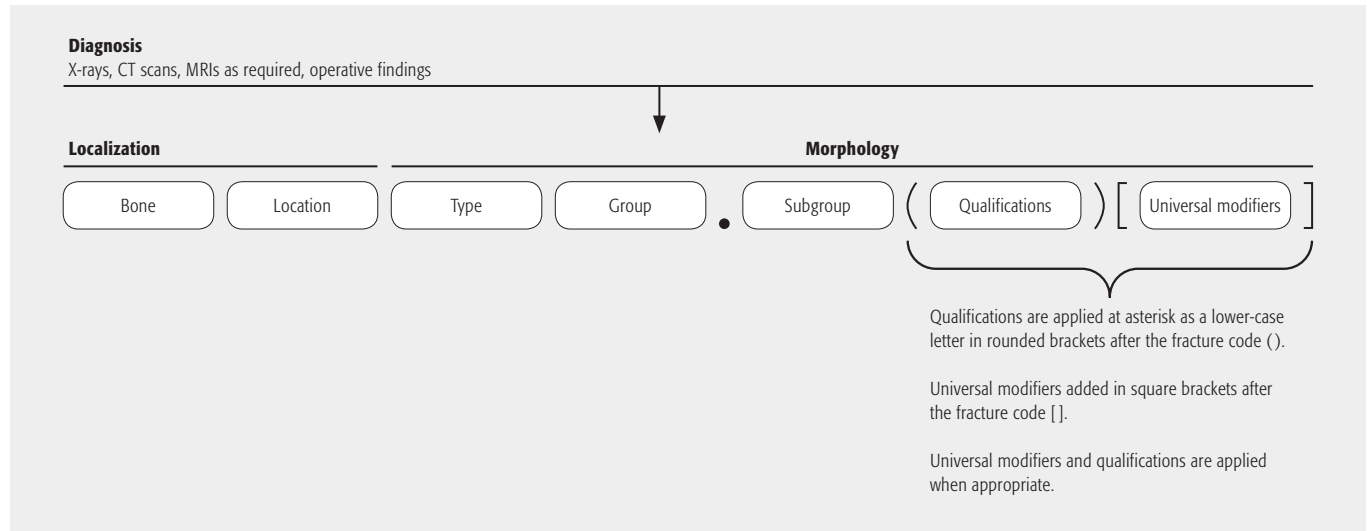 Diagnosis
X-rays, CT scans, MRIs as required, operative findings
Localization Morphology
Bone Location Type Group . Subgroup ( Qualifications ) [ Universal modifiers ]
Qualifications are applied at asterisk as a lower-case
letter in rounded brackets after the fracture code ( ).
Universal modifiers added in square brackets after
the fracture code [ ].
Universal modifiers and qualifications are applied
when appropriate.